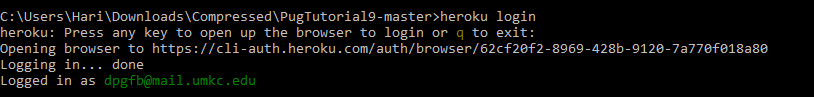 C:\Users\Hari\Downloads\Compressed\PugTutorial9-master>heroku login
heroku: Press any key to open up the browser to login or q to exit:
Opening browser to https://cli-auth.heroku.com/auth/browser/62cf20f2-8969-428b-9120-7a770f018a80
Logging in... done
Logged in as dpgfb@mail.umkc.edu